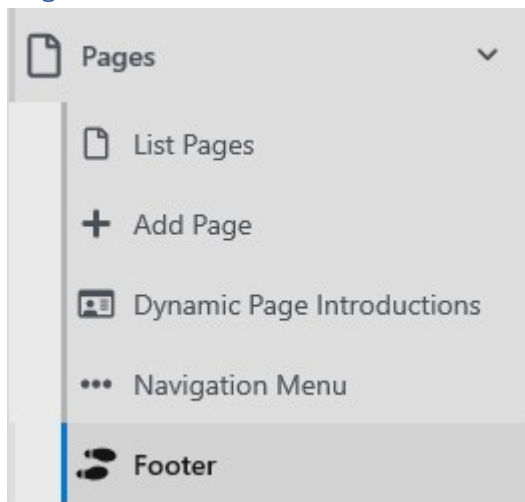 Pages
List Pages
Add Page
Dynamic Page Introductions
Navigation Menu
Footer